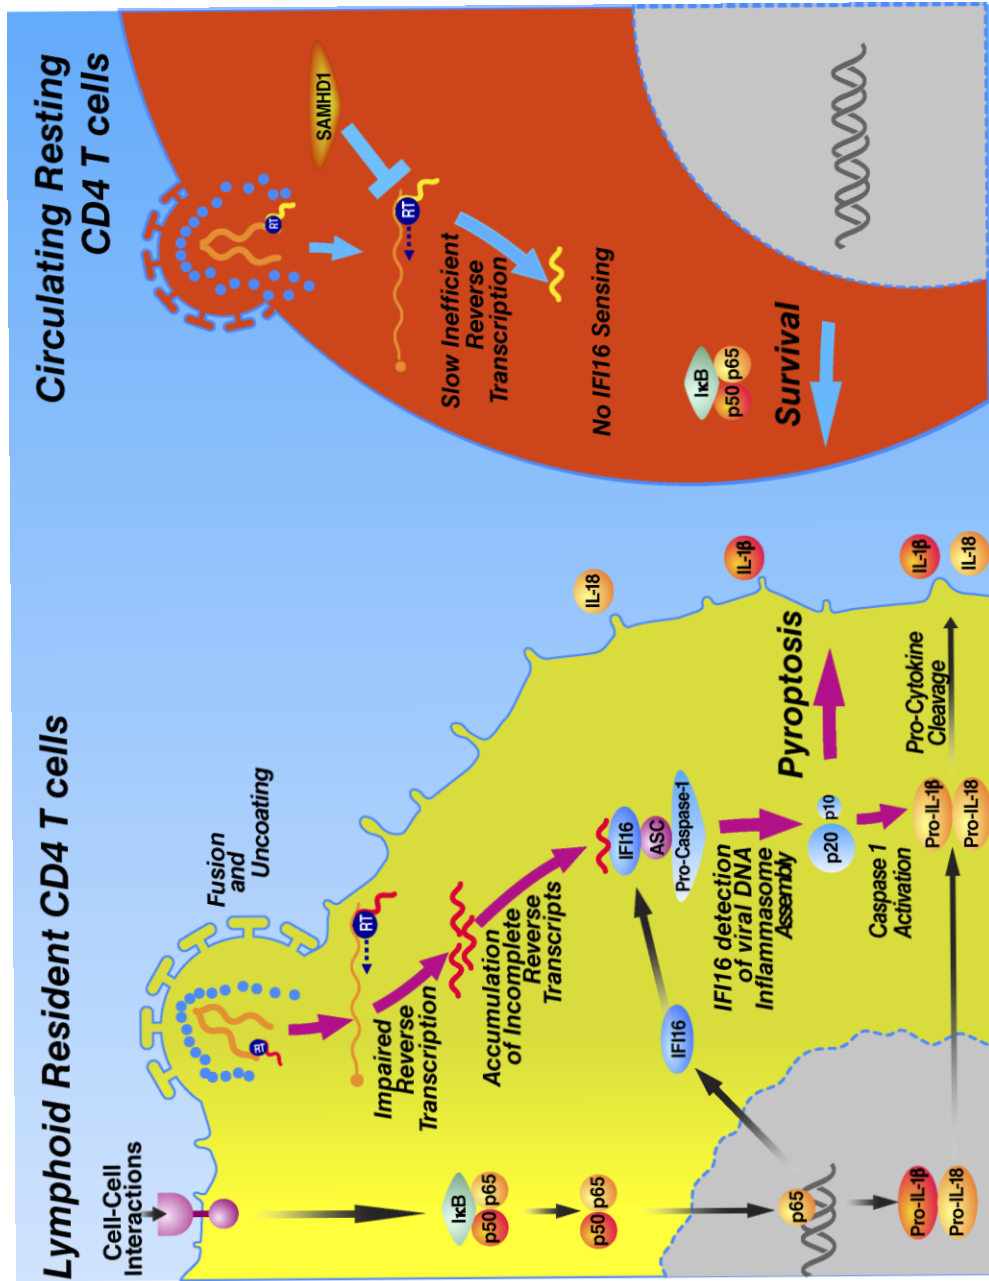 Lymphoid Resident CD4 T cells
Cell-Cell
Interactions
Fusion
and
Uncoating
RT
RT
Impaired
Reverse
Transcription
Accumulation
of Incomplete
Reverse
Transcripts
IκB
p50 p65
p50 p65
p65
IFI16
IFI16
ASC
Pro-Caspase-1
IFI16 detection
of viral DNA
Inflammasome
Assembly
p20
p10
Pyroptosis
Caspase 1
Activation
Pro-IL-1β
Pro-IL-18
Pro-IL-1β
Pro-IL-18
Pro-Cytokine
Cleavage
IL-18
IL-1β
IL-1β
IL-18
Circulating Resting
CD4 T cells
RT
SAMHD1
RT
Slow Inefficient
Reverse
Transcription
No IFI16 Sensing
IκB
p50 p65
Survival